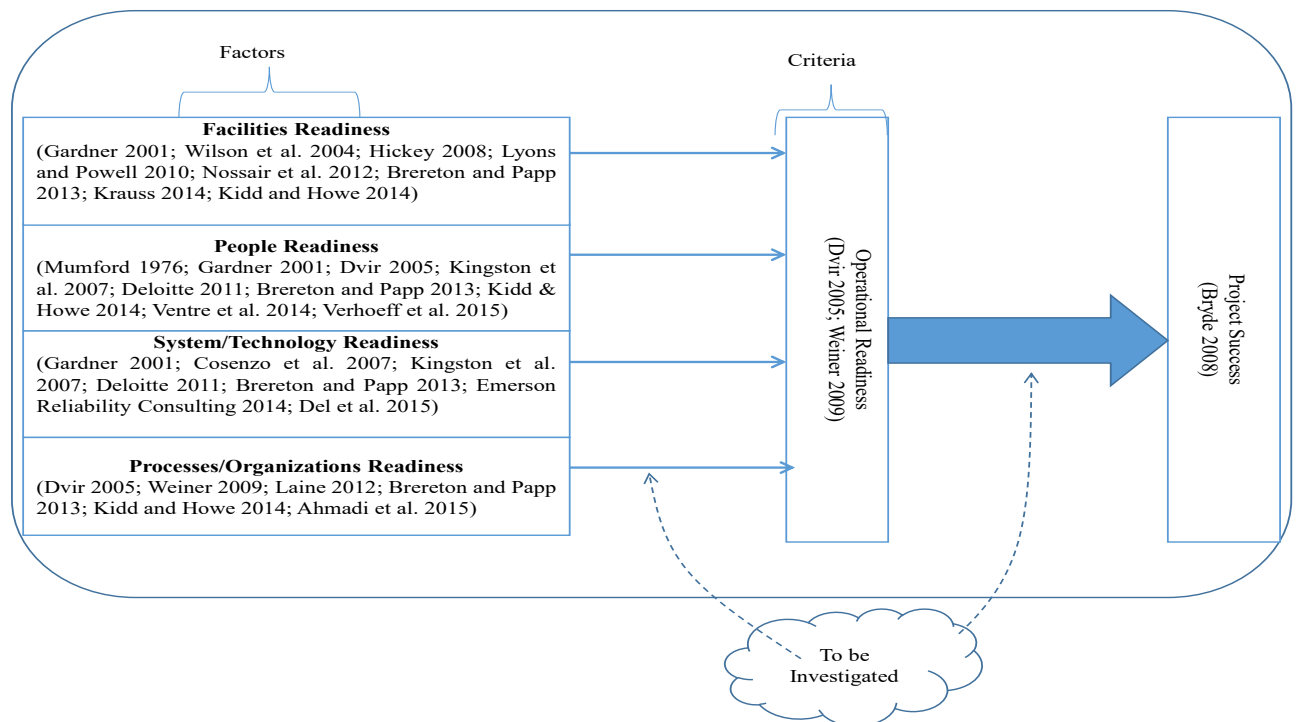 Factors
Criteria
Facilities Readiness
(Gardner 2001; Wilson et al. 2004; Hickey 2008; Lyons
and Powell 2010; Nossair et al. 2012; Brereton and Papp
2013; Krauss 2014; Kidd and Howe 2014)
People Readiness
(Mumford 1976; Gardner 2001; Dvir 2005; Kingston et
al. 2007; Deloitte 2011; Brereton and Papp 2013; Kidd &
Howe 2014; Ventre et al. 2014; Verhoeff et al. 2015)
System/Technology Readiness
(Gardner 2001; Cosenzo et al. 2007; Kingston et al.
2007; Deloitte 2011; Brereton and Papp 2013; Emerson
Reliability Consulting 2014; Del et al. 2015)
Processes/Organizations Readiness
(Dvir 2005; Weiner 2009; Laine 2012; Brereton and Papp
2013; Kidd and Howe 2014; Ahmadi et al. 2015)
Operational Readiness
(Dvir 2005; Weiner 2009)
Project Success
(Bryde 2008)
To be
Investigated